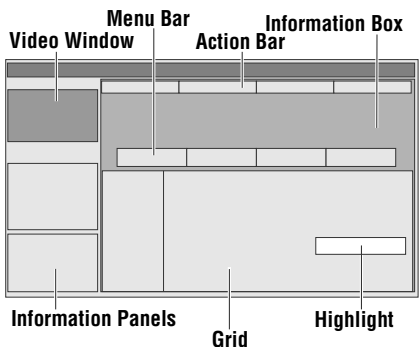 Menu Bar
Information Box
Video Window
Action Bar
Information Panels
Highlight
Grid